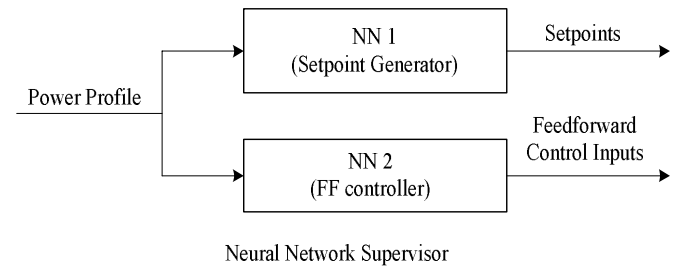 NN 1
(Setpoint Generator)
Setpoints
Power Profile
NN 2
(FF controller)
Feedforward
Control Inputs
Neural Network Supervisor